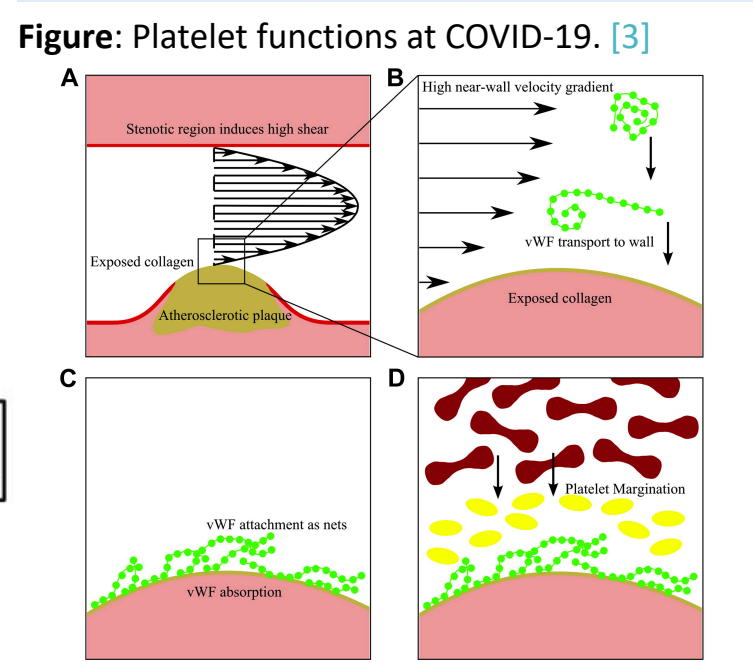 Figure: Platelet functions at COVID-19. [3]
A
Stenotic region induces high shear
Exposed collagen
Atherosclerotic plaque
B
High near-wall velocity gradient
vWF transport to wall
Exposed collagen
C
vWF attachment as nets
vWF absorption
D
Platelet Margination